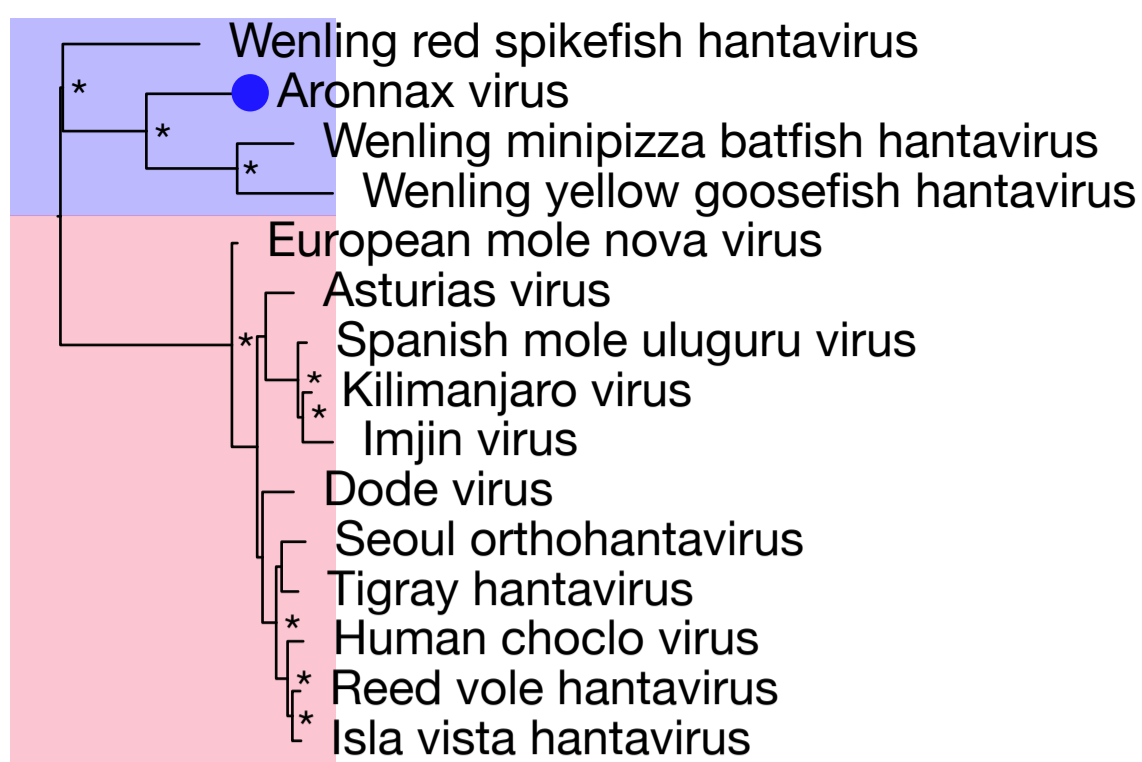 Wenling red spikefish hantavirus
*
Aronnax virus
*
Wenling minipizza batfish hantavirus
*
Wenling yellow goosefish hantavirus
European mole nova virus
Asturias virus
*
Spanish mole uluguru virus
*
Kilimanjaro virus
*
Imjin virus
Dode virus
Seoul orthohantavirus
Tigray hantavirus
*
Human choclo virus
*
Reed vole hantavirus
*
Isla vista hantavirus